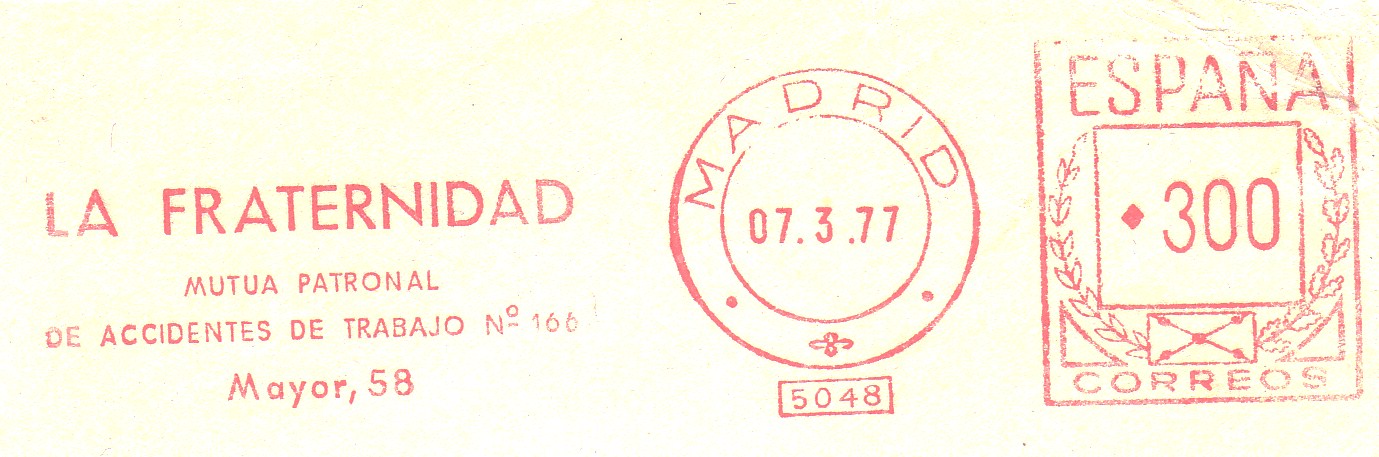 LA FRATERNIDAD
MUTUA PATRONAL
DE ACCIDENTES DE TRABAJO Nº 166
Mayor, 58
MADRID
07.3.77
5048
ESPAÑA
♦300
CORREOS